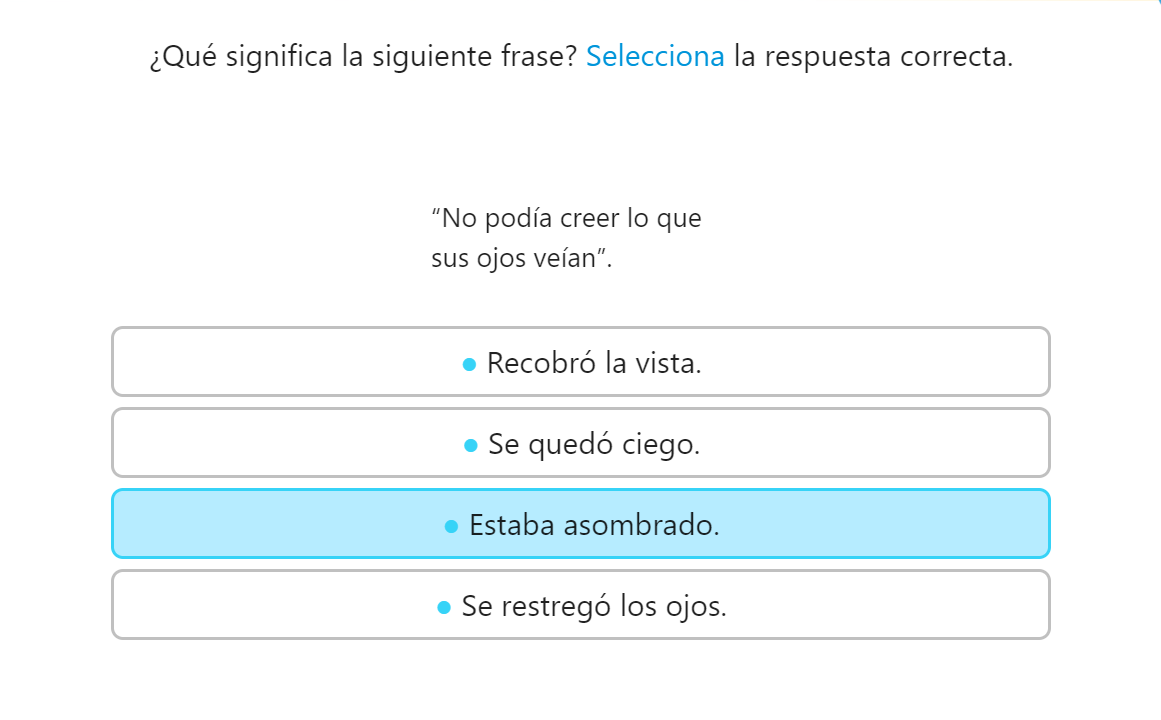 ¿Qué significa la siguiente frase? Selecciona la respuesta correcta.
“No podía creer lo que
sus ojos veían”.
• Recobró la vista.
• Se quedó ciego.
• Estaba asombrado.
• Se restregó los ojos.